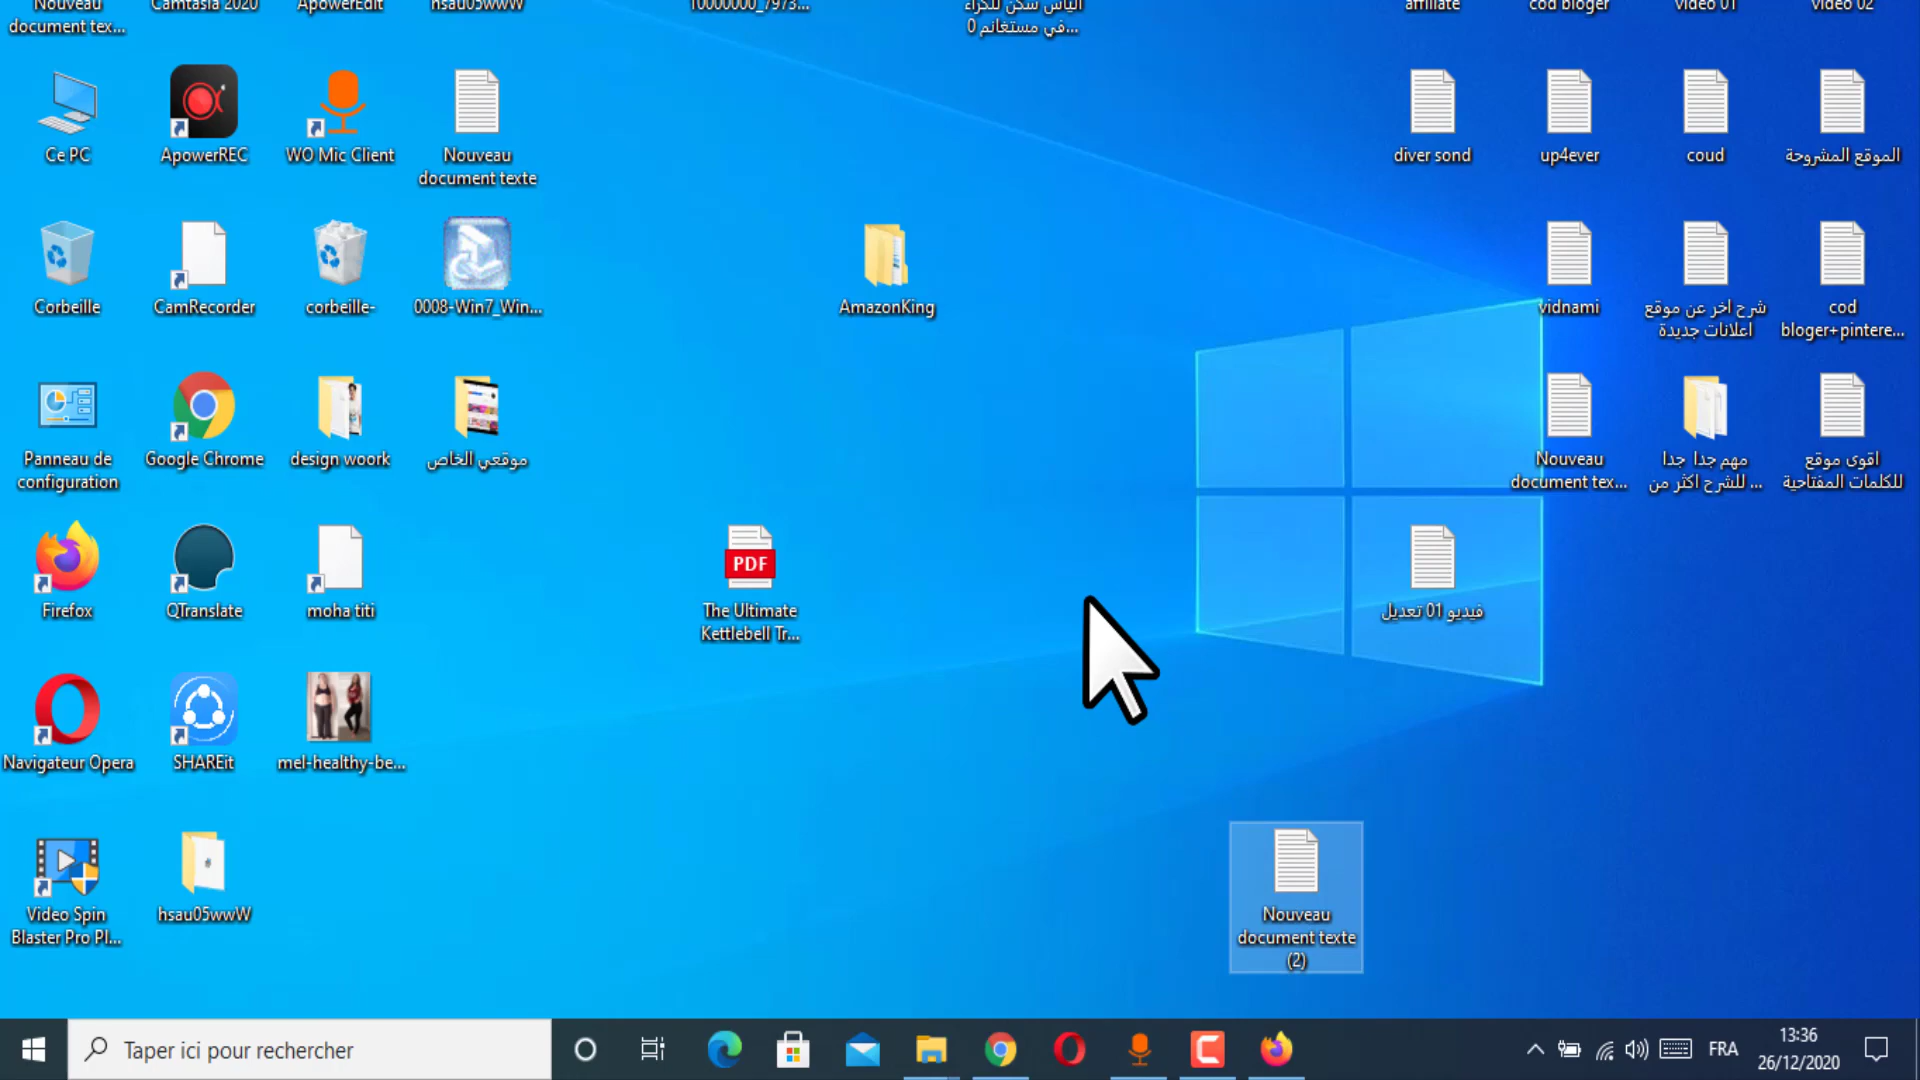 Nouveau
document tex...
Camtasia 2020
ApowerEdit
hsau05wwW
10000000_7973...
الياس سكن للكراء
في مستغانم 0...
affiliate
cod bloger
video 01
video 02
Ce PC
ApowerREC
WO Mic Client
Nouveau
document texte
diver sond
up4ever
coud
الموقع المشروحة
Corbeille
CamRecorder
corbeille-
0008-Win7_Win...
AmazonKing
vidnami
شرح اخر عن موقع
اعلانات جديدة
cod
bloger+pintere...
Panneau de
configuration
Google Chrome
design woork
موقعي الخاص
Nouveau
document tex...
مهم جدا جدا
للشرح اكثر من ...
اقوى موقع
للكلمات المفتاحية
Firefox
QTranslate
moha titi
PDF
The Ultimate
Kettlebell Tr...
فيديو 01 تعديل
Navigateur Opera
SHAREit
mel-healthy-be...
Video Spin
Blaster Pro Pl...
hsau05wwW
Nouveau
document texte
(2)
Taper ici pour rechercher
FRA
13:36
26/12/2020